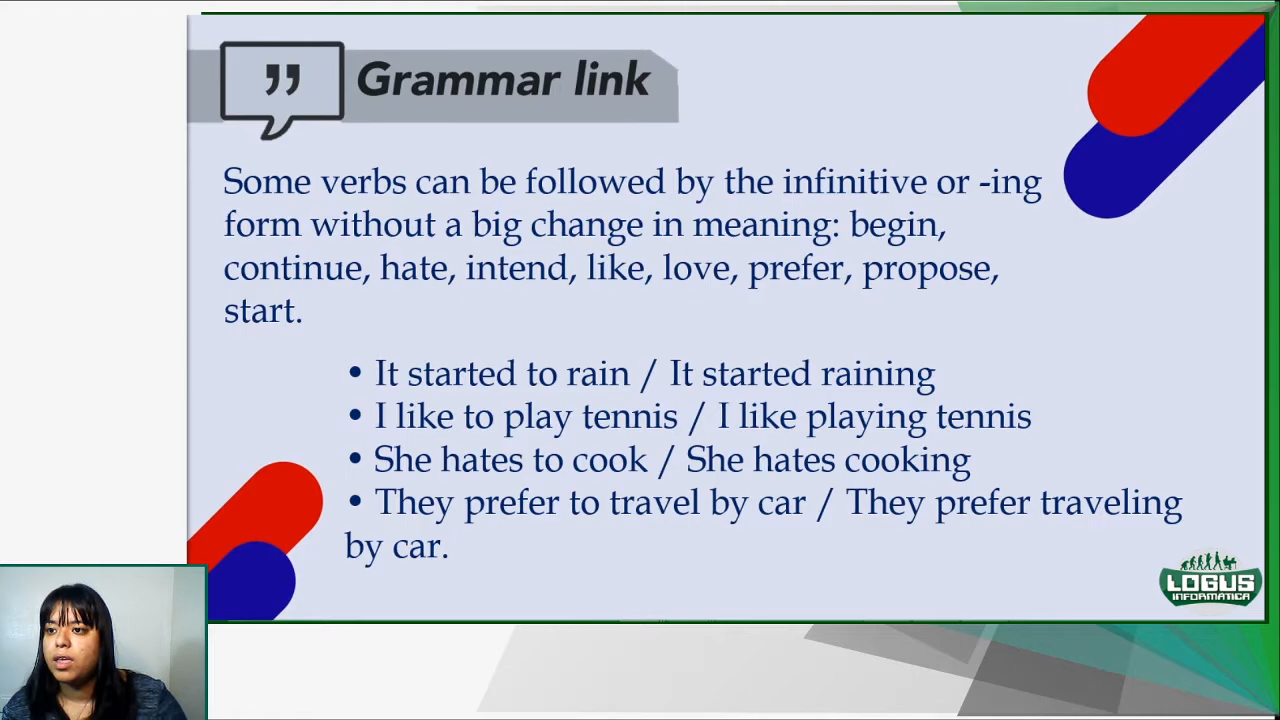 Grammar link
Some verbs can be followed by the infinitive or -ing
form without a big change in meaning: begin,
continue, hate, intend, like, love, prefer, propose,
start.
• It started to rain / It started raining
• I like to play tennis / I like playing tennis
• She hates to cook / She hates cooking
• They prefer to travel by car / They prefer traveling
by car.
LOGUS
INFORMATICA